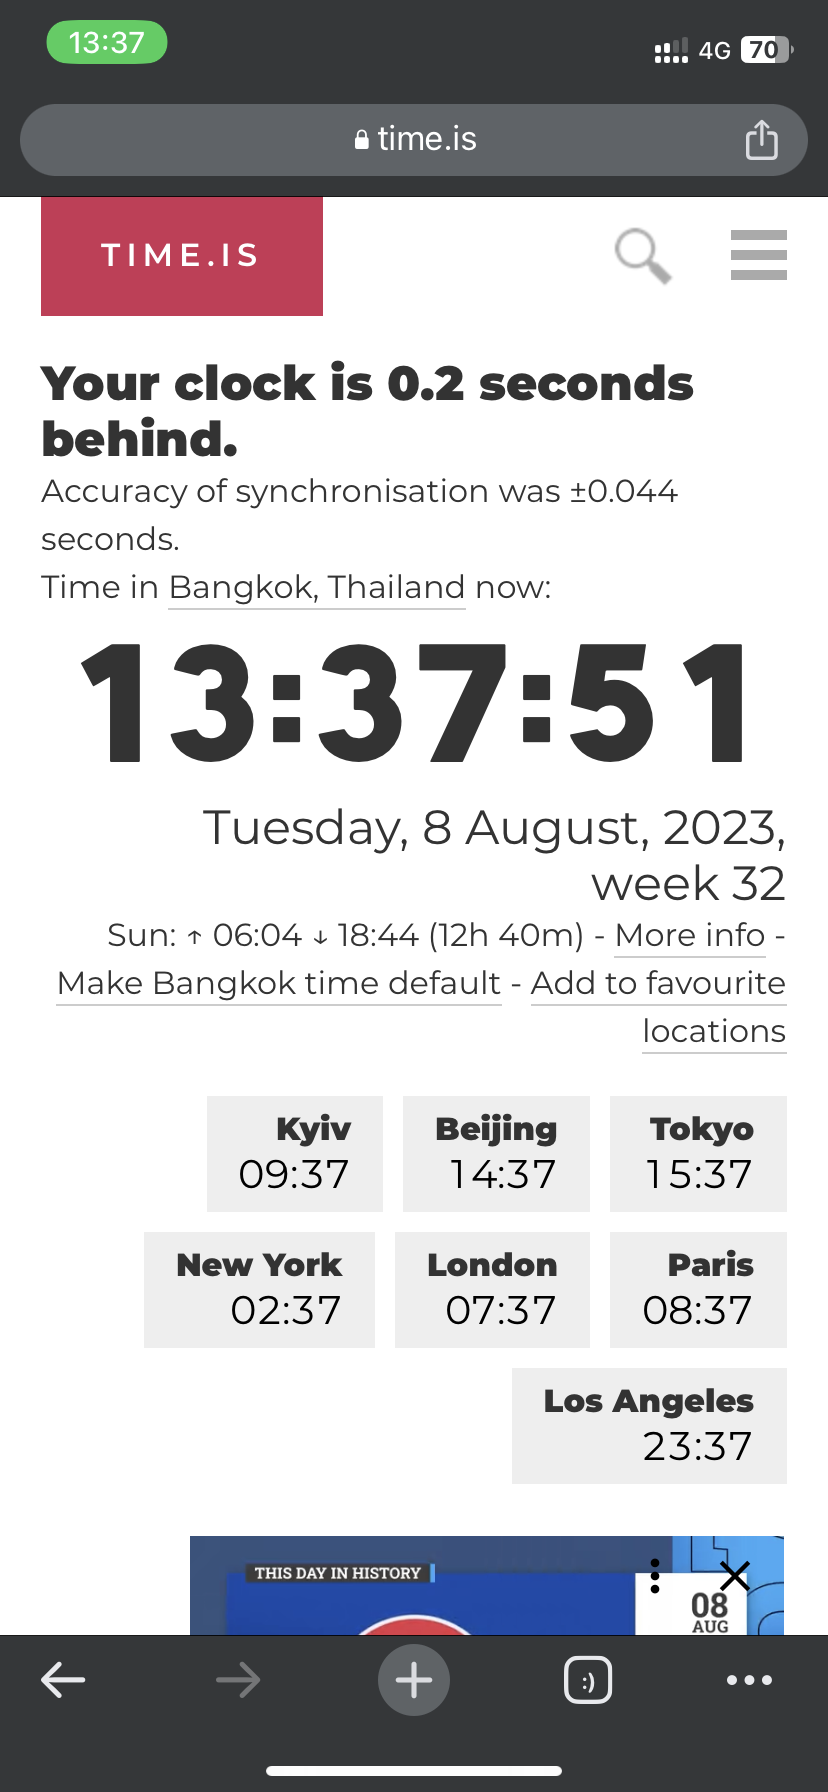 13:37
4G 70
time.is
TIME.IS
Your clock is 0.2 seconds
behind.
Accuracy of synchronisation was ±0.044
seconds.
Time in Bangkok, Thailand now:
13:37:51
Tuesday, 8 August, 2023,
week 32
Sun: ↑ 06:04 ↓ 18:44 (12h 40m) - More info -
Make Bangkok time default - Add to favourite
locations
Kyiv Beijing Tokyo
09:37 14:37 15:37
New York London Paris
02:37 07:37 08:37
Los Angeles
23:37
THIS DAY IN HISTORY
08
AUG
:)